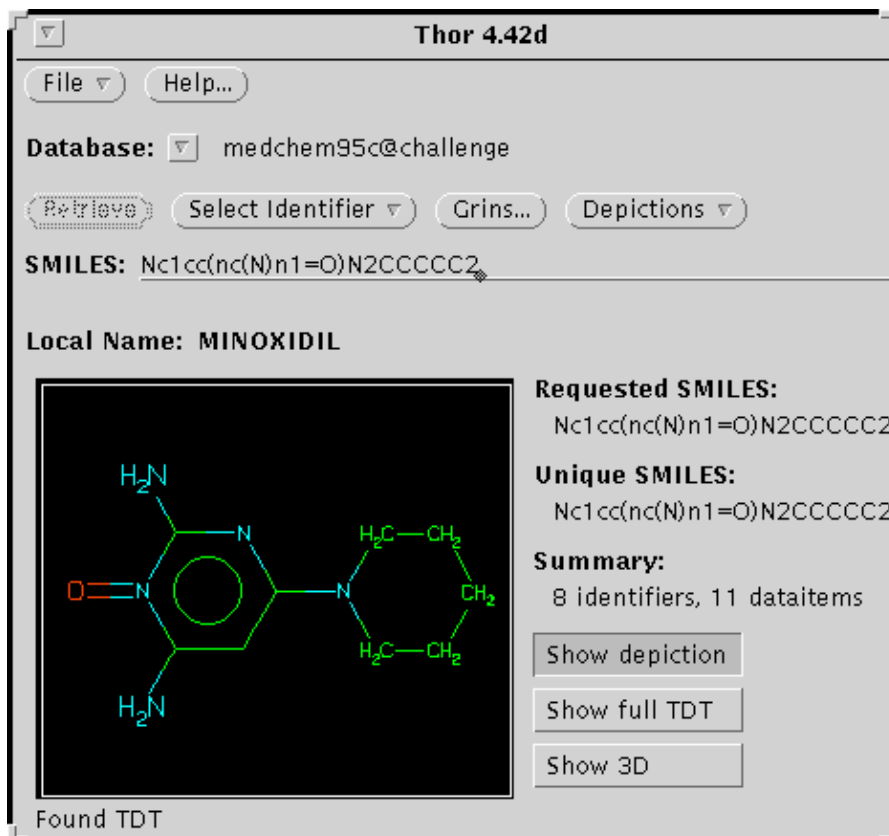 Thor 4.42d
File Help...
Database: medchem95c@challenge
Retrieve Select Identifier Grins... Depictions
SMILES: Nc1cc(nc(N)n1=O)N2CCCCC2
Local Name: MINOXIDIL
Requested SMILES:
Nc1cc(nc(N)n1=O)N2CCCCC2
Unique SMILES:
Nc1cc(nc(N)n1=O)N2CCCCC2
Summary:
8 identifiers, 11 dataitems
Show depiction
Show full TDT
Show 3D
H₂N
N H₂C CH₂
O N N CH₂
H₂C CH₂
H₂N
Found TDT